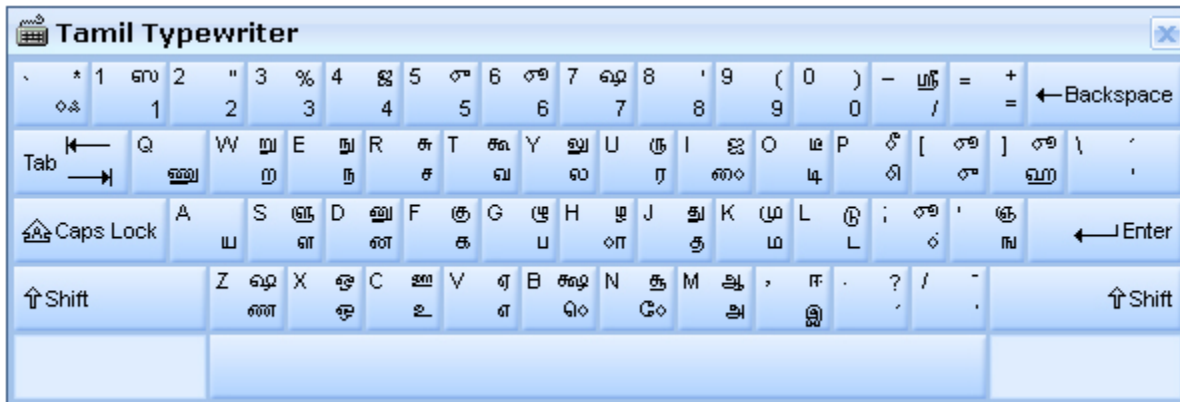 Tamil Typewriter
` * 1 ஸ 2 " 3 % 4 ஜ 5 6 7 ஷ 8 ' 9 ( 0 ) – ஸ்ரீ = + ←Backspace
1 2 3 4 5 6 7 8 9 0 / =
Tab Q W று E நு R சு T கூ Y லு U ரு I ஐ O டீ P [ ] \
ணு ற ந ச வ ல ர ை டி ஹ
Caps Lock A S ளு D னு F கு G ழு H ழ J து K மு L டு ; ' ஞ Enter
ய ள ன க ப ா த ம ட ங
Shift Z ஷ X ஓ C ஊ V ஏ B க்ஷ N சூ M ஆ , ஈ . ? / Shift
ண ஒ உ எ ெ ே அ இ